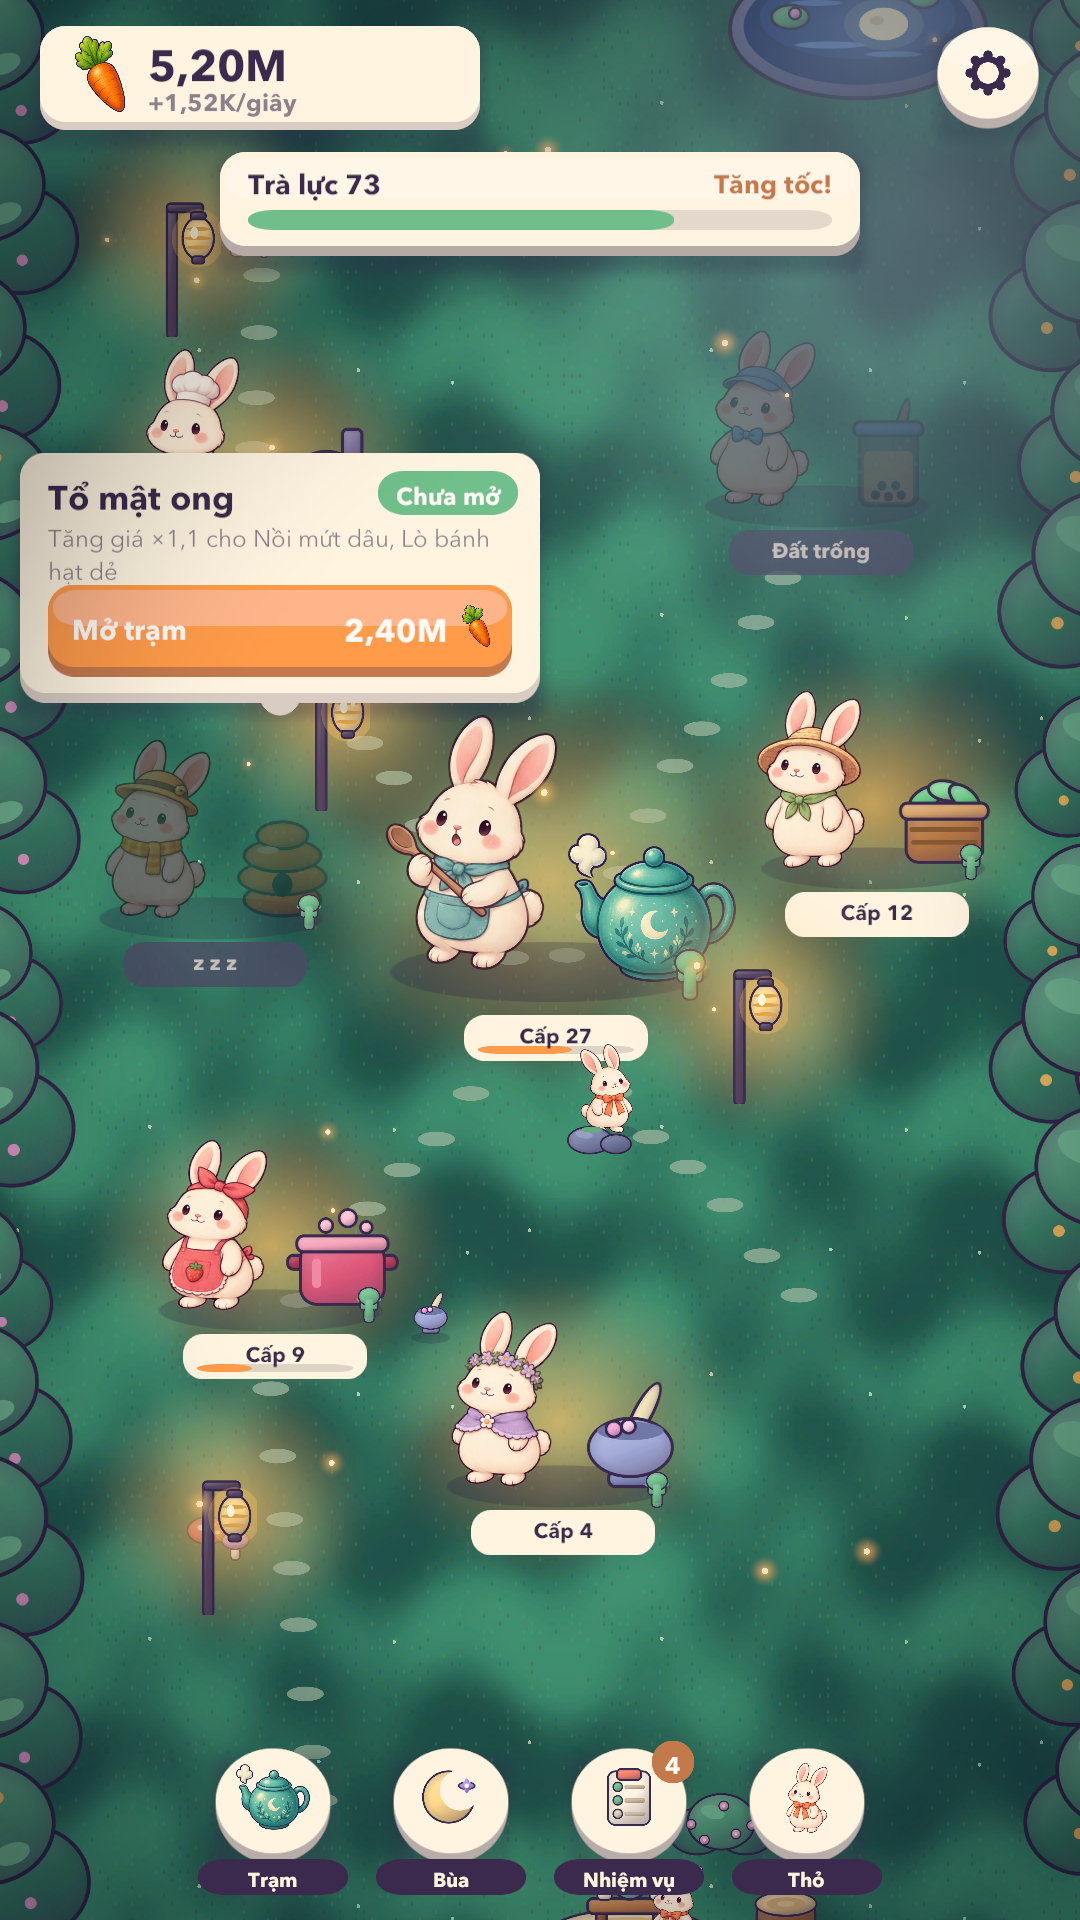 5,20M
+1,52K/giây
Trà lực 73
Tăng tốc!
Tổ mật ong
Chưa mở
Tăng giá ×1,1 cho Nồi mứt dâu, Lò bánh
hạt dẻ
Mở trạm
2,40M
Đất trống
Cấp 12
z z z
Cấp 27
Cấp 9
Cấp 4
4
Trạm
Bùa
Nhiệm vụ
Thỏ